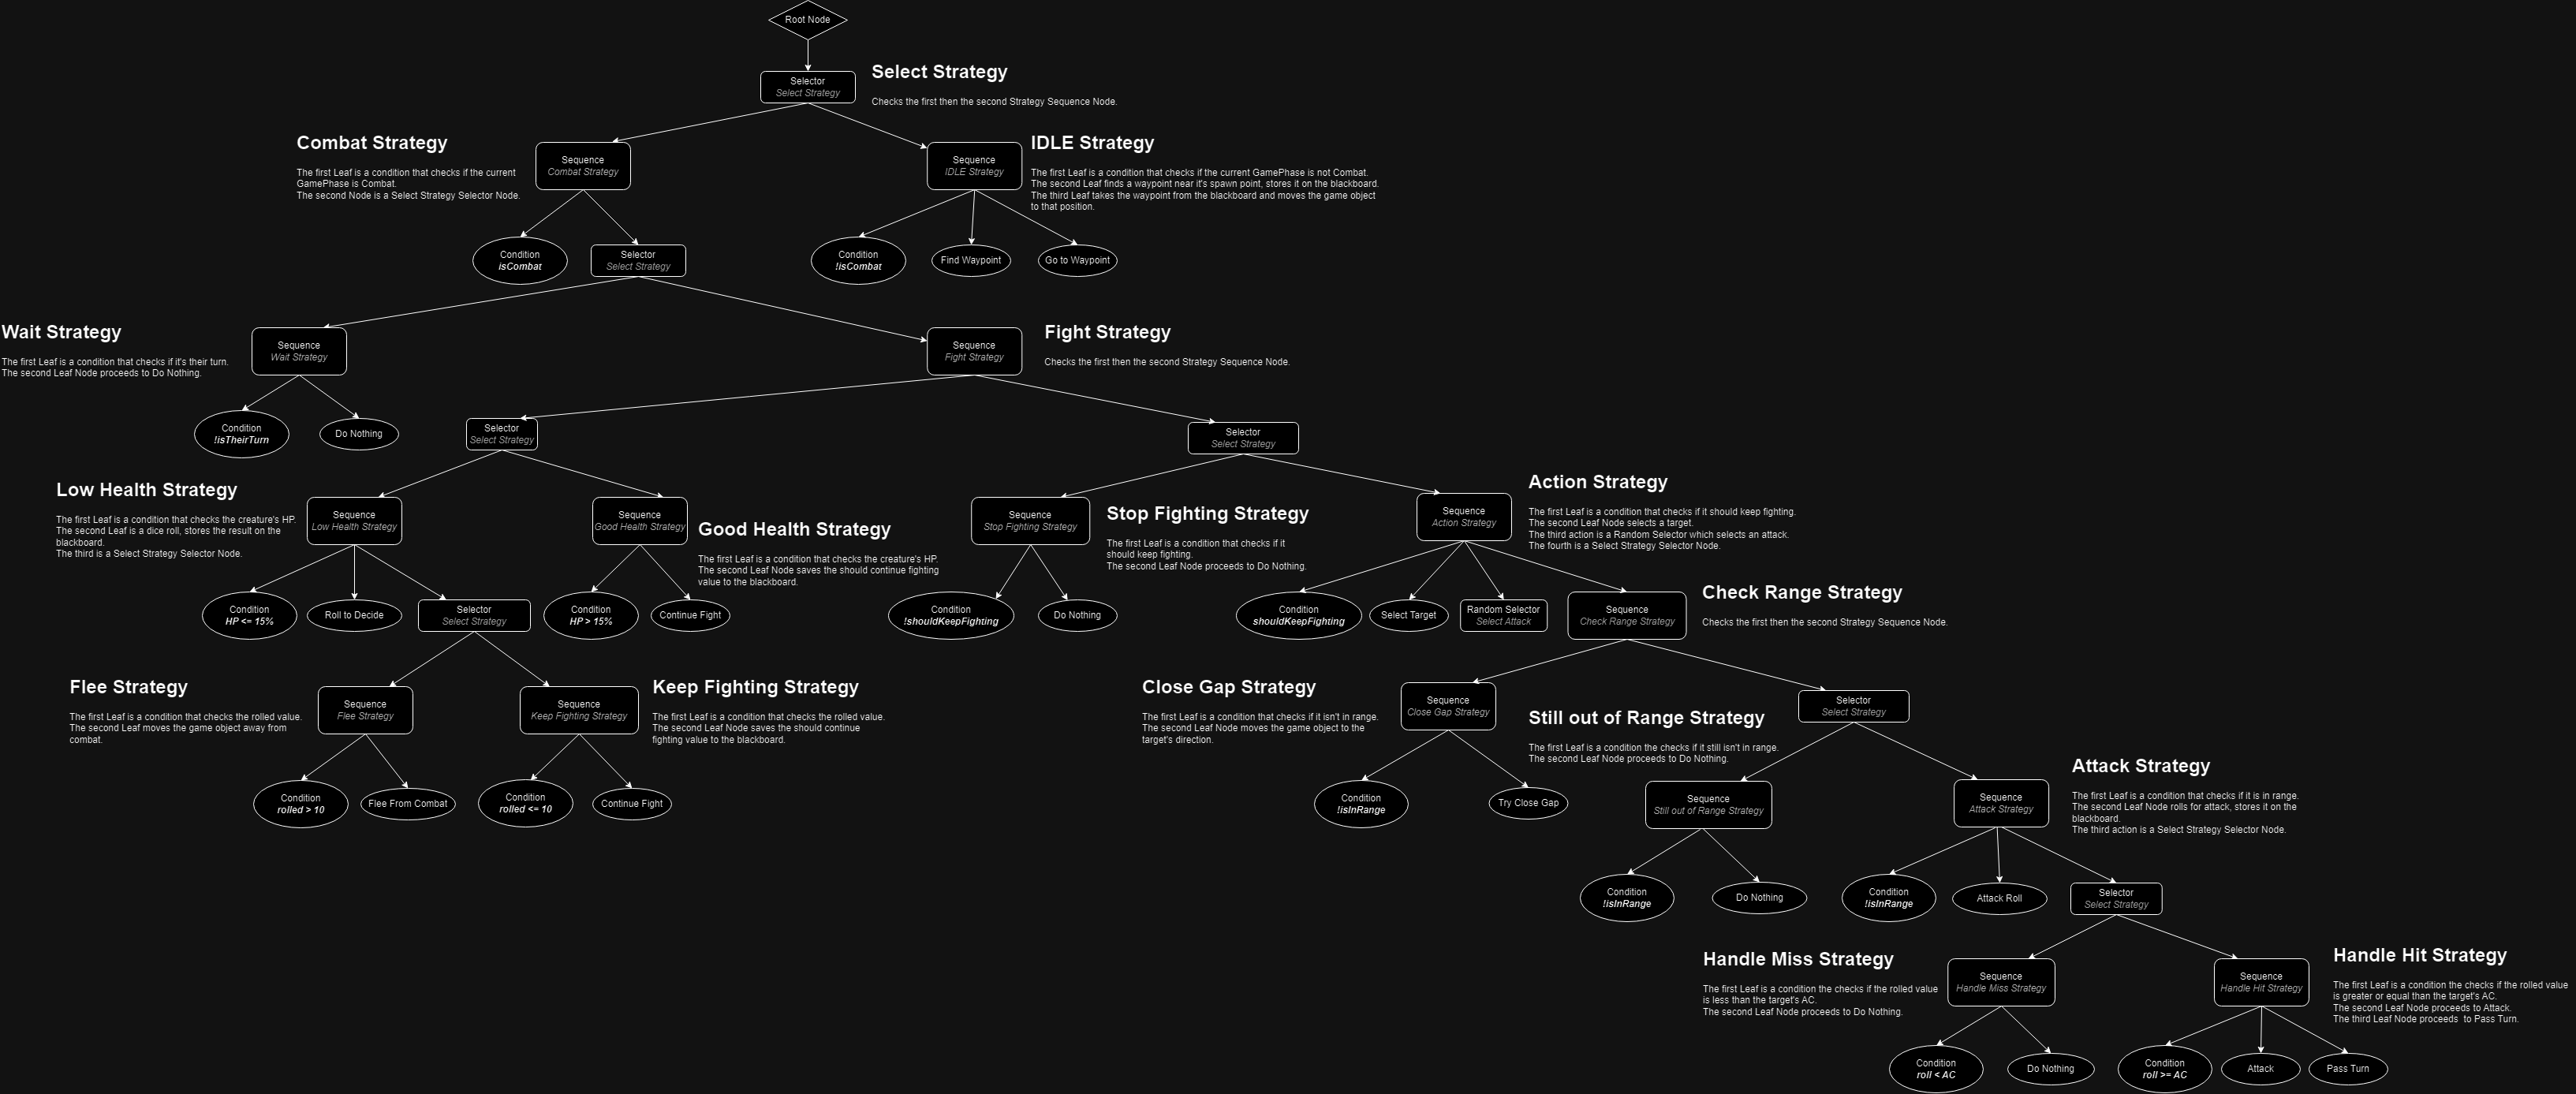 Root Node
Selector
Select Strategy
Select Strategy
Checks the first then the second Strategy Sequence Node.
Combat Strategy
The first Leaf is a condition that checks if the current
GamePhase is Combat.
The second Node is a Select Strategy Selector Node.
Sequence
Combat Strategy
Sequence
IDLE Strategy
IDLE Strategy
The first Leaf is a condition that checks if the current GamePhase is not Combat.
The second Leaf finds a waypoint near it's spawn point, stores it on the blackboard.
The third Leaf takes the waypoint from the blackboard and moves the game object
to that position.
Condition
isCombat
Selector
Select Strategy
Condition
!isCombat
Find Waypoint
Go to Waypoint
Wait Strategy
The first Leaf is a condition that checks if it's their turn.
The second Leaf Node proceeds to Do Nothing.
Sequence
Wait Strategy
Sequence
Fight Strategy
Fight Strategy
Checks the first then the second Strategy Sequence Node.
Condition
!isTheirTurn
Do Nothing
Selector
Select Strategy
Selector
Select Strategy
Low Health Strategy
The first Leaf is a condition that checks the creature's HP.
The second Leaf is a dice roll, stores the result on the
blackboard.
The third is a Select Strategy Selector Node.
Sequence
Low Health Strategy
Sequence
Good Health Strategy
Good Health Strategy
The first Leaf is a condition that checks the creature's HP.
The second Leaf Node saves the should continue fighting
value to the blackboard.
Sequence
Stop Fighting Strategy
Stop Fighting Strategy
The first Leaf is a condition that checks if it
should keep fighting.
The second Leaf Node proceeds to Do Nothing.
Sequence
Action Strategy
Action Strategy
The first Leaf is a condition that checks if it should keep fighting.
The second Leaf Node selects a target.
The third action is a Random Selector which selects an attack.
The fourth is a Select Strategy Selector Node.
Condition
HP <= 15%
Roll to Decide
Selector
Select Strategy
Condition
HP > 15%
Continue Fight
Condition
!shouldKeepFighting
Do Nothing
Condition
shouldKeepFighting
Select Target
Random Selector
Select Attack
Sequence
Check Range Strategy
Check Range Strategy
Checks the first then the second Strategy Sequence Node.
Flee Strategy
The first Leaf is a condition that checks the rolled value.
The second Leaf moves the game object away from
combat.
Sequence
Flee Strategy
Sequence
Keep Fighting Strategy
Keep Fighting Strategy
The first Leaf is a condition that checks the rolled value.
The second Leaf Node saves the should continue
fighting value to the blackboard.
Close Gap Strategy
The first Leaf is a condition that checks if it isn't in range.
The second Leaf Node moves the game object to the
target's direction.
Sequence
Close Gap Strategy
Selector
Select Strategy
Still out of Range Strategy
The first Leaf is a condition the checks if it still isn't in range.
The second Leaf Node proceeds to Do Nothing.
Condition
rolled > 10
Flee From Combat
Condition
rolled <= 10
Continue Fight
Condition
!isInRange
Try Close Gap
Sequence
Still out of Range Strategy
Sequence
Attack Strategy
Attack Strategy
The first Leaf is a condition that checks if it is in range.
The second Leaf Node rolls for attack, stores it on the
blackboard.
The third action is a Select Strategy Selector Node.
Condition
!isInRange
Do Nothing
Condition
!isInRange
Attack Roll
Selector
Select Strategy
Handle Miss Strategy
The first Leaf is a condition the checks if the rolled value
is less than the target's AC.
The second Leaf Node proceeds to Do Nothing.
Sequence
Handle Miss Strategy
Sequence
Handle Hit Strategy
Handle Hit Strategy
The first Leaf is a condition the checks if the rolled value
is greater or equal than the target's AC.
The second Leaf Node proceeds to Attack.
The third Leaf Node proceeds  to Pass Turn.
Condition
roll < AC
Do Nothing
Condition
roll >= AC
Attack
Pass Turn